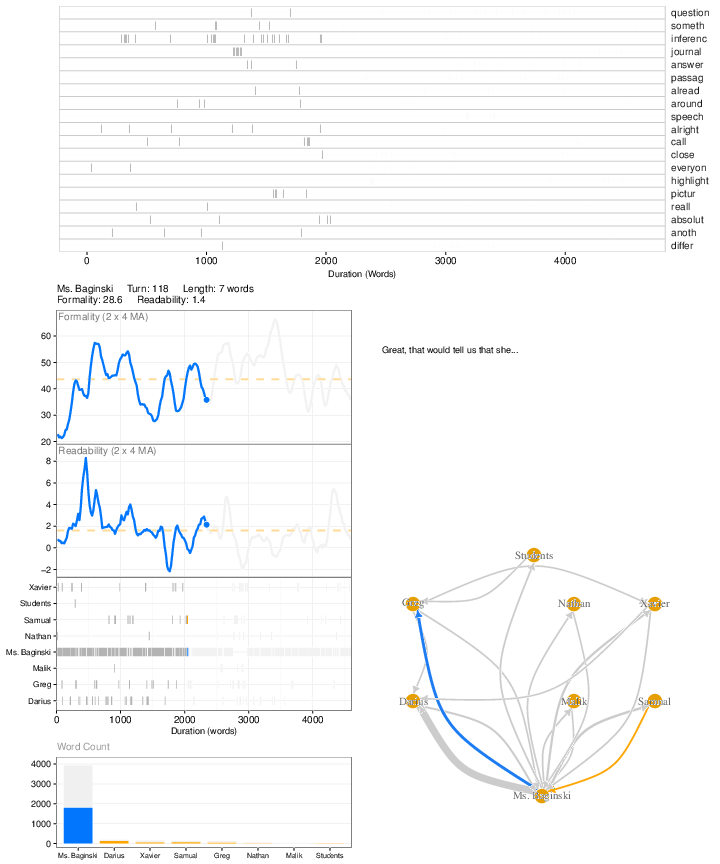 question
someth
inferenc
journal
answer
passag
alread
around
speech
alright
call
close
everyon
highlight
pictur
reall
absolut
anoth
differ
0 1000 2000 3000 4000
Duration (Words)
Ms. Baginski Turn: 118 Length: 7 words
Formality: 28.6 Readability: 1.4
Formality (2 x 4 MA)
60
50
40
30
20
Great, that would tell us that she...
Readability (2 x 4 MA)
8
6
4
2
0
−2
Xavier
Students
Samual
Nathan
Ms. Baginski
Malik
Greg
Darius
0 1000 2000 3000 4000
Duration (words)
Students
Greg Nathan Xavier
Darius Malik Samual
Ms. Baginski
Word Count
4000
3000
2000
1000
0
Ms. Baginski Darius Xavier Samual Greg Nathan Malik Students